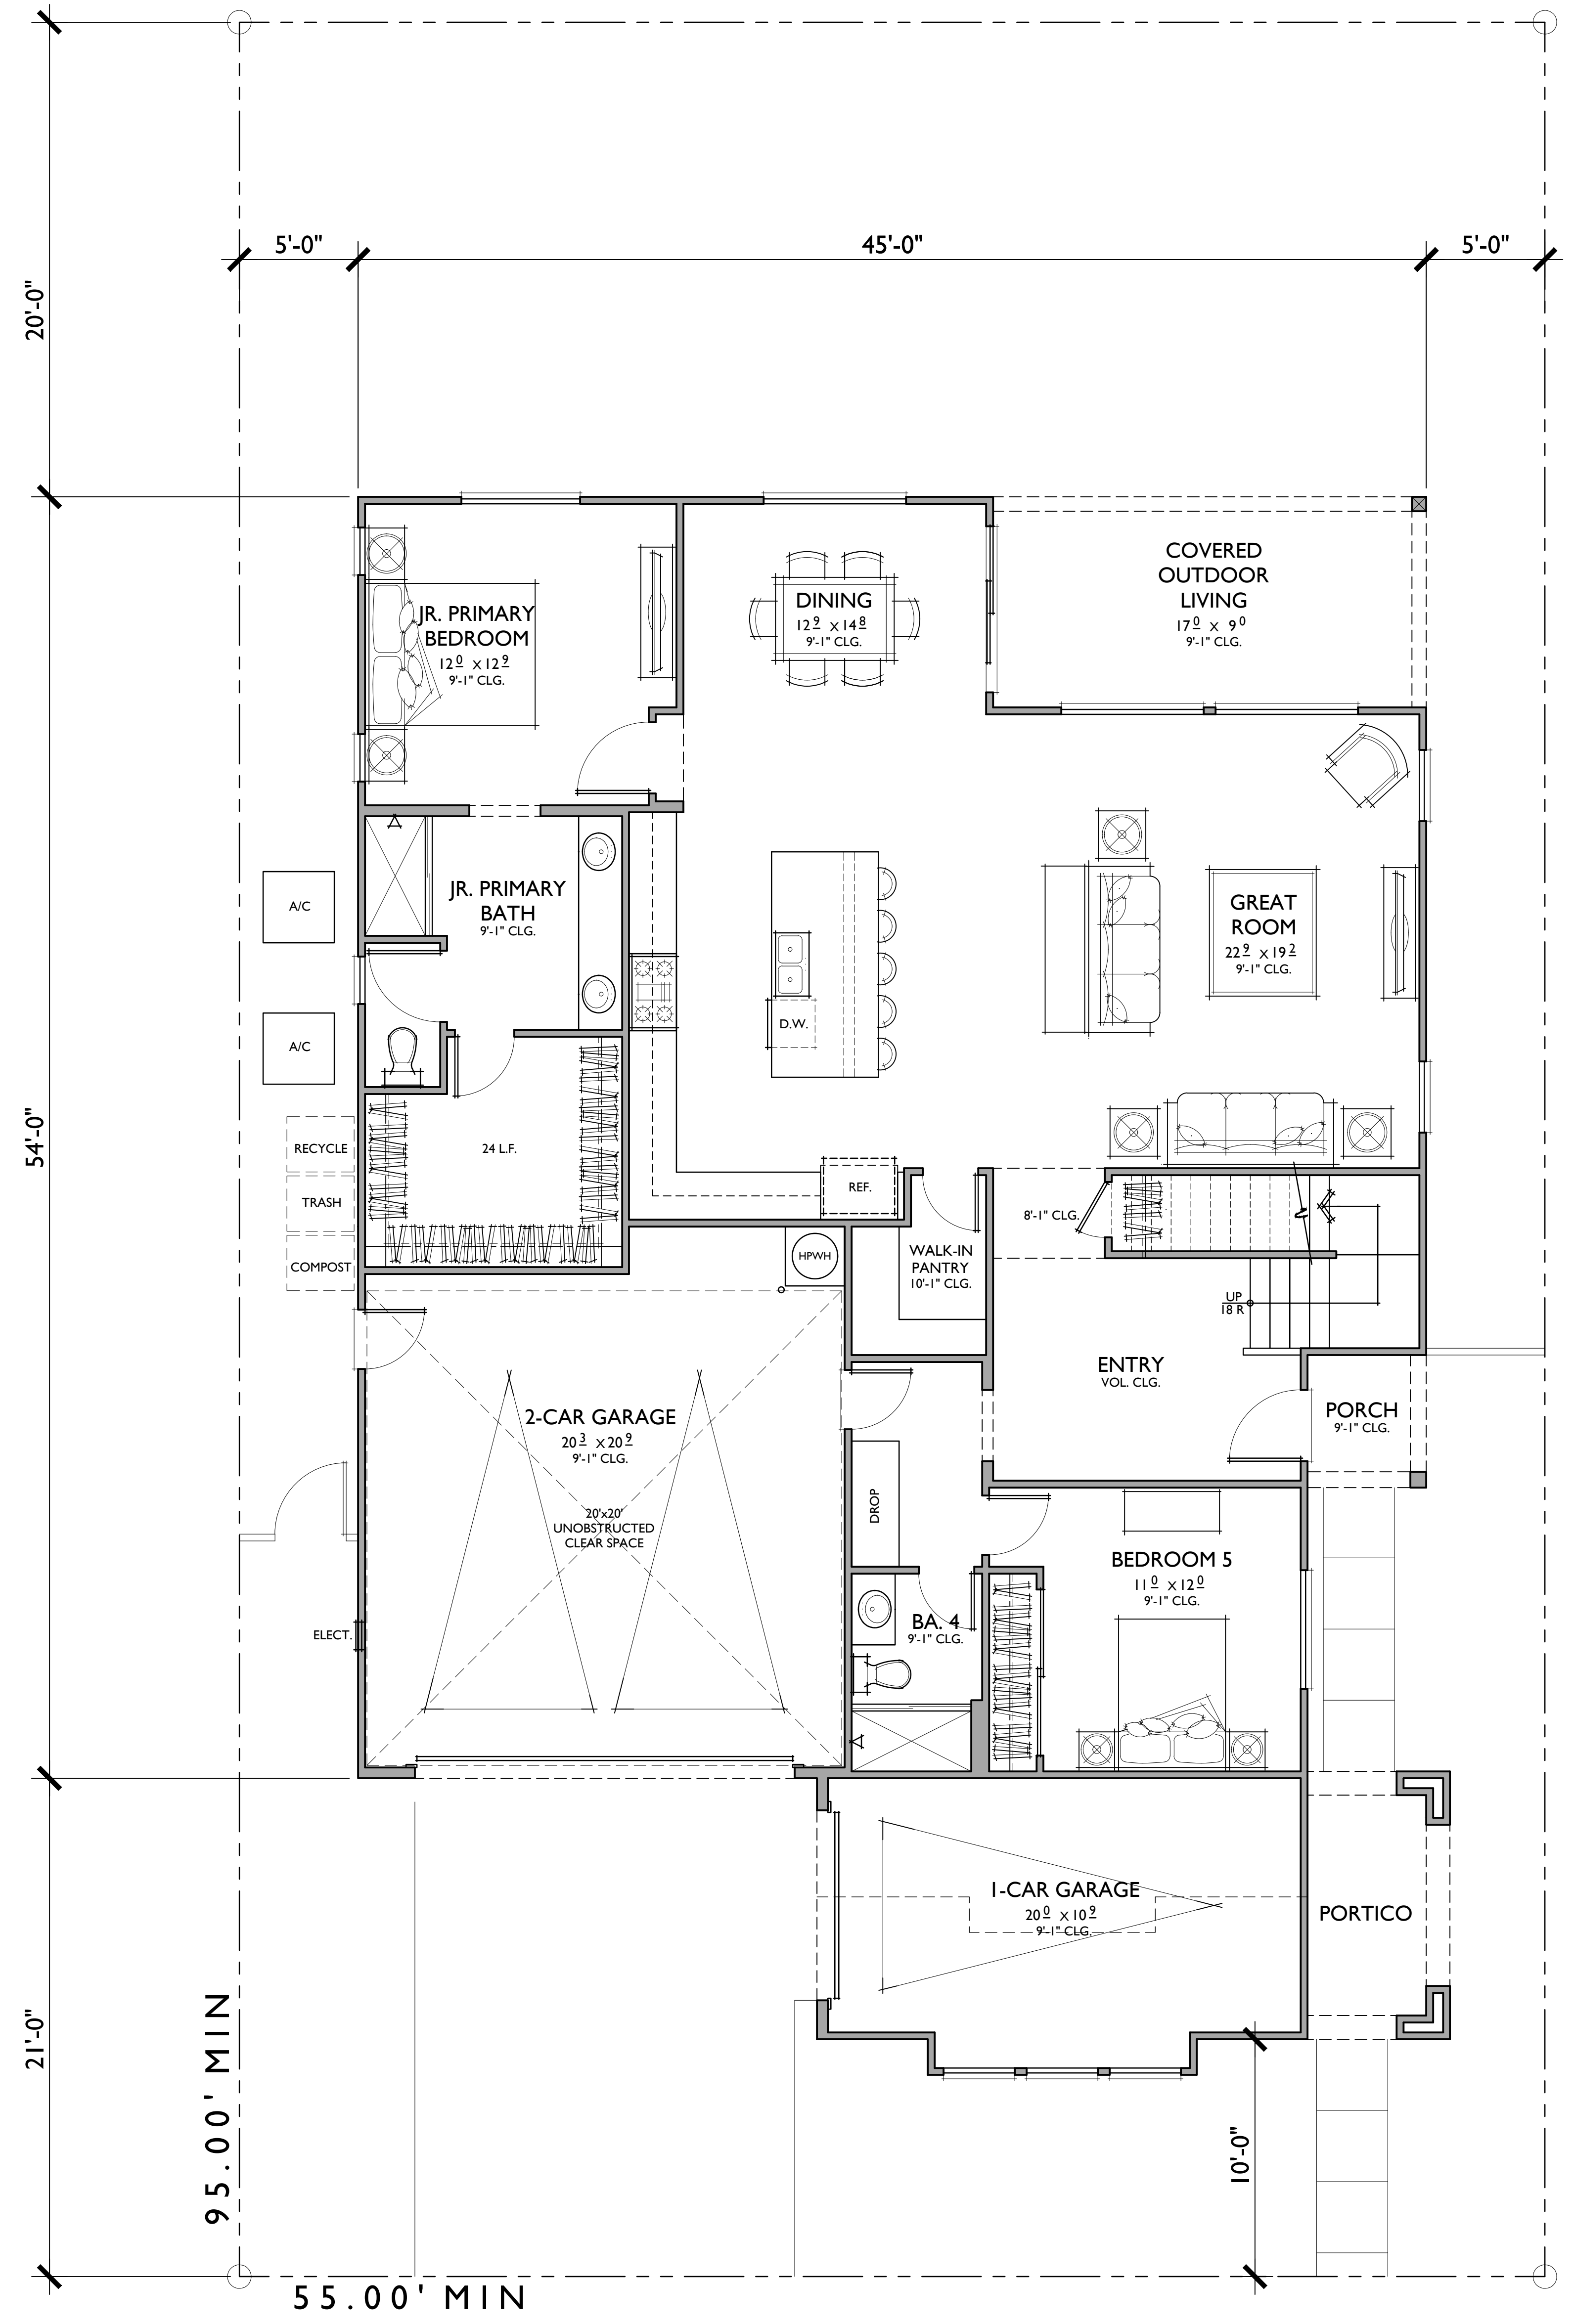 5'-0"
45'-0"
5'-0"
20'-0"
COVERED
OUTDOOR
LIVING
17⁰ x 9⁰
9'-1" CLG.
DINING
12⁹ x 14⁸
9'-1" CLG.
JR. PRIMARY
BEDROOM
12⁰ x 12⁹
9'-1" CLG.
JR. PRIMARY
BATH
9'-1" CLG.
A/C
GREAT
ROOM
22⁹ x 19²
9'-1" CLG.
D.W.
A/C
54'-0"
RECYCLE
24 L.F.
TRASH
REF.
8'-1" CLG.
COMPOST
HPWH
WALK-IN
PANTRY
10'-1" CLG.
UP
18 R
ENTRY
VOL. CLG.
2-CAR GARAGE
20³ x 20⁹
9'-1" CLG.
PORCH
9'-1" CLG.
20'x20'
UNOBSTRUCTED
CLEAR SPACE
DROP
BEDROOM 5
11⁰ x 12⁰
9'-1" CLG.
ELECT.
BA. 4
9'-1" CLG.
1-CAR GARAGE
20⁰ x 10⁹
9'-1" CLG.
PORTICO
21'-0"
95.00' MIN
10'-0"
55.00' MIN